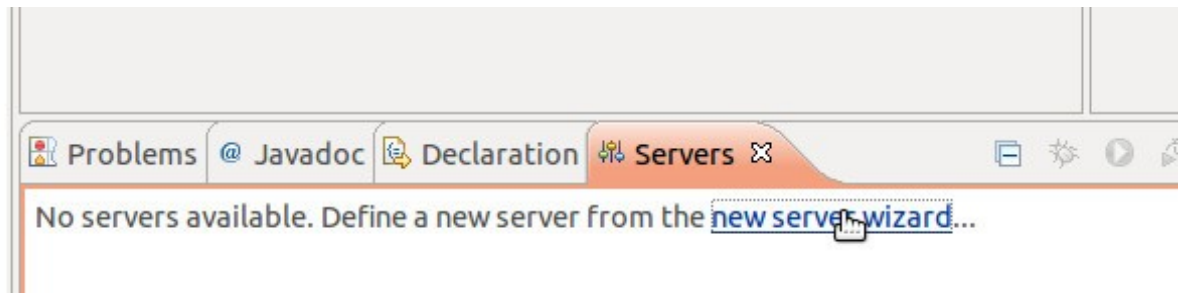 Problems @ Javadoc Declaration Servers
No servers available. Define a new server from the new server wizard...